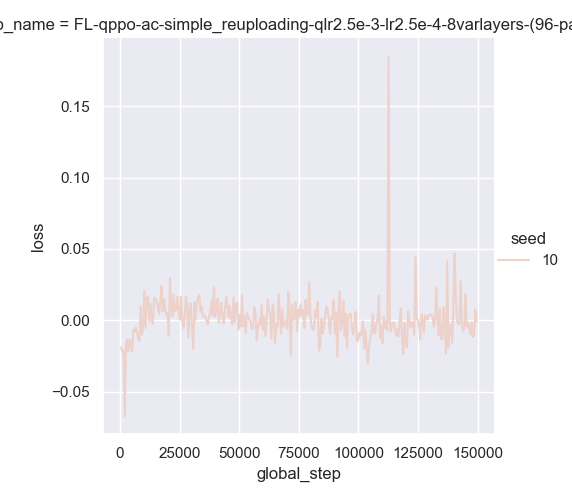 o_name = FL-qppo-ac-simple_reuploading-qlr2.5e-3-lr2.5e-4-8varlayers-(96-pa
0.15
0.10
0.05
0.00
−0.05
loss
0 25000 50000 75000 100000 125000 150000
global_step
seed
10